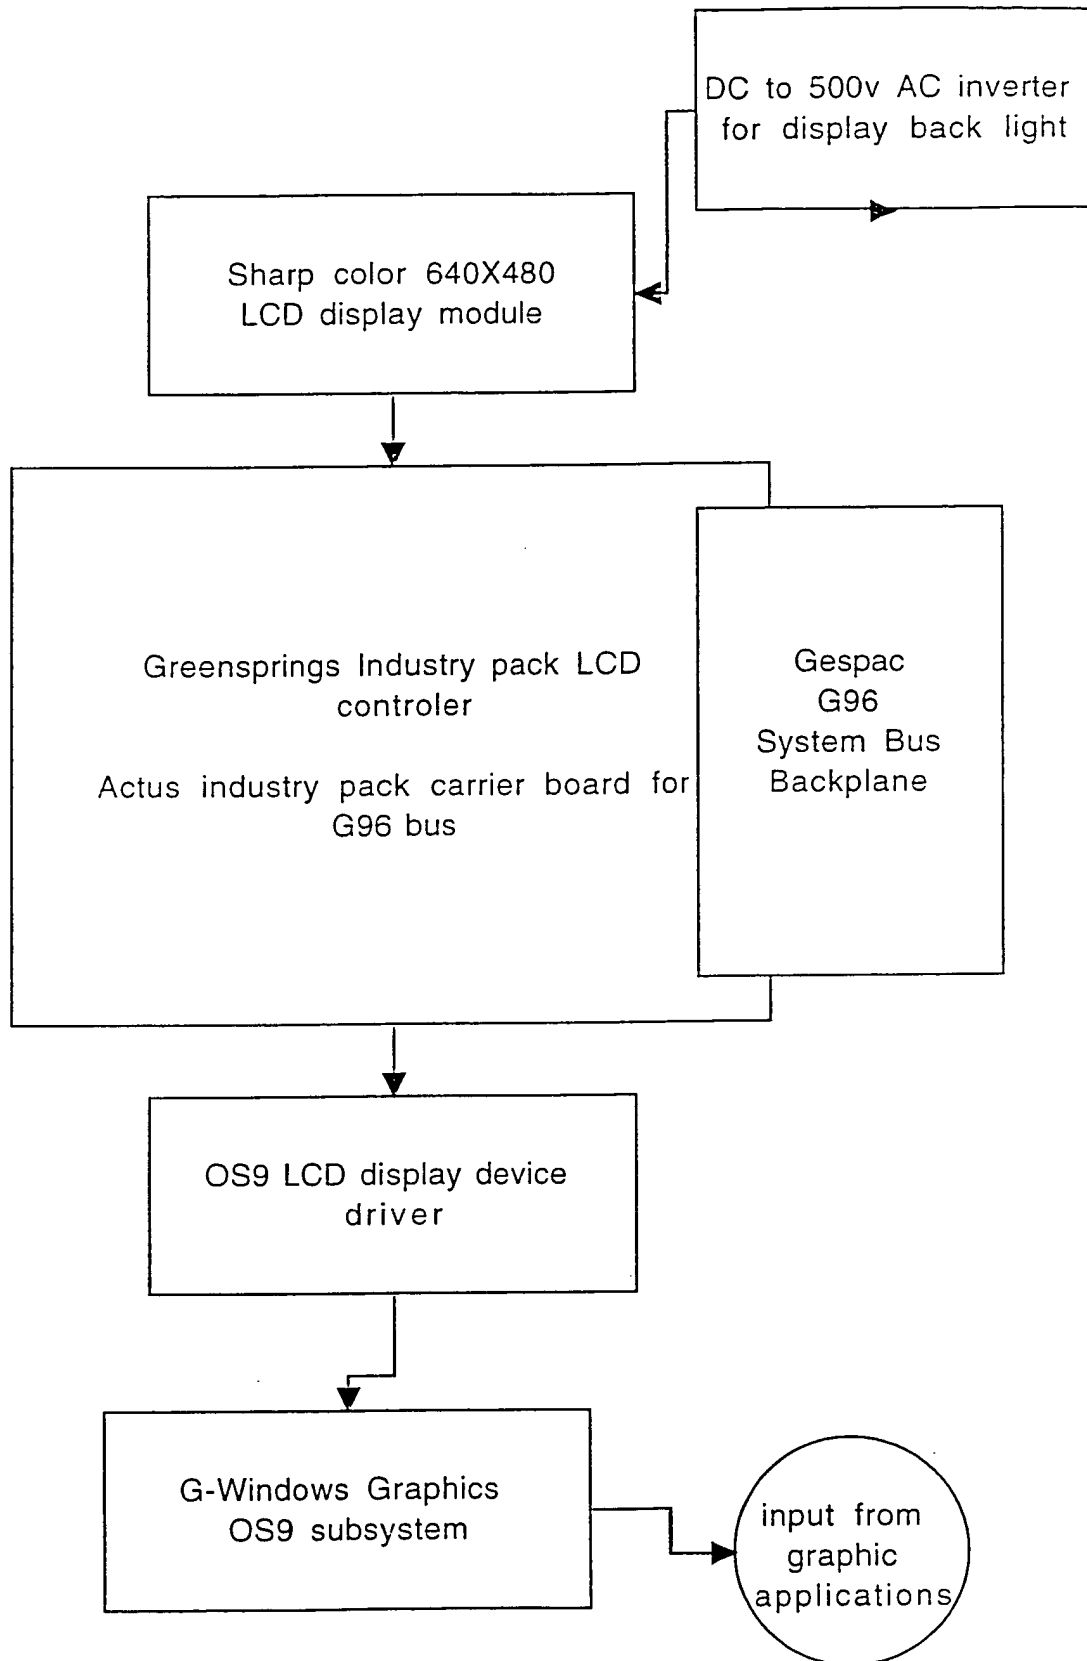 DC to 500v AC inverter
for display back light
Sharp color 640X480
LCD display module
Greensprings Industry pack LCD
controler
Actus industry pack carrier board for
G96 bus
Gespac
G96
System Bus
Backplane
OS9 LCD display device
driver
G-Windows Graphics
OS9 subsystem
input from
graphic
applications